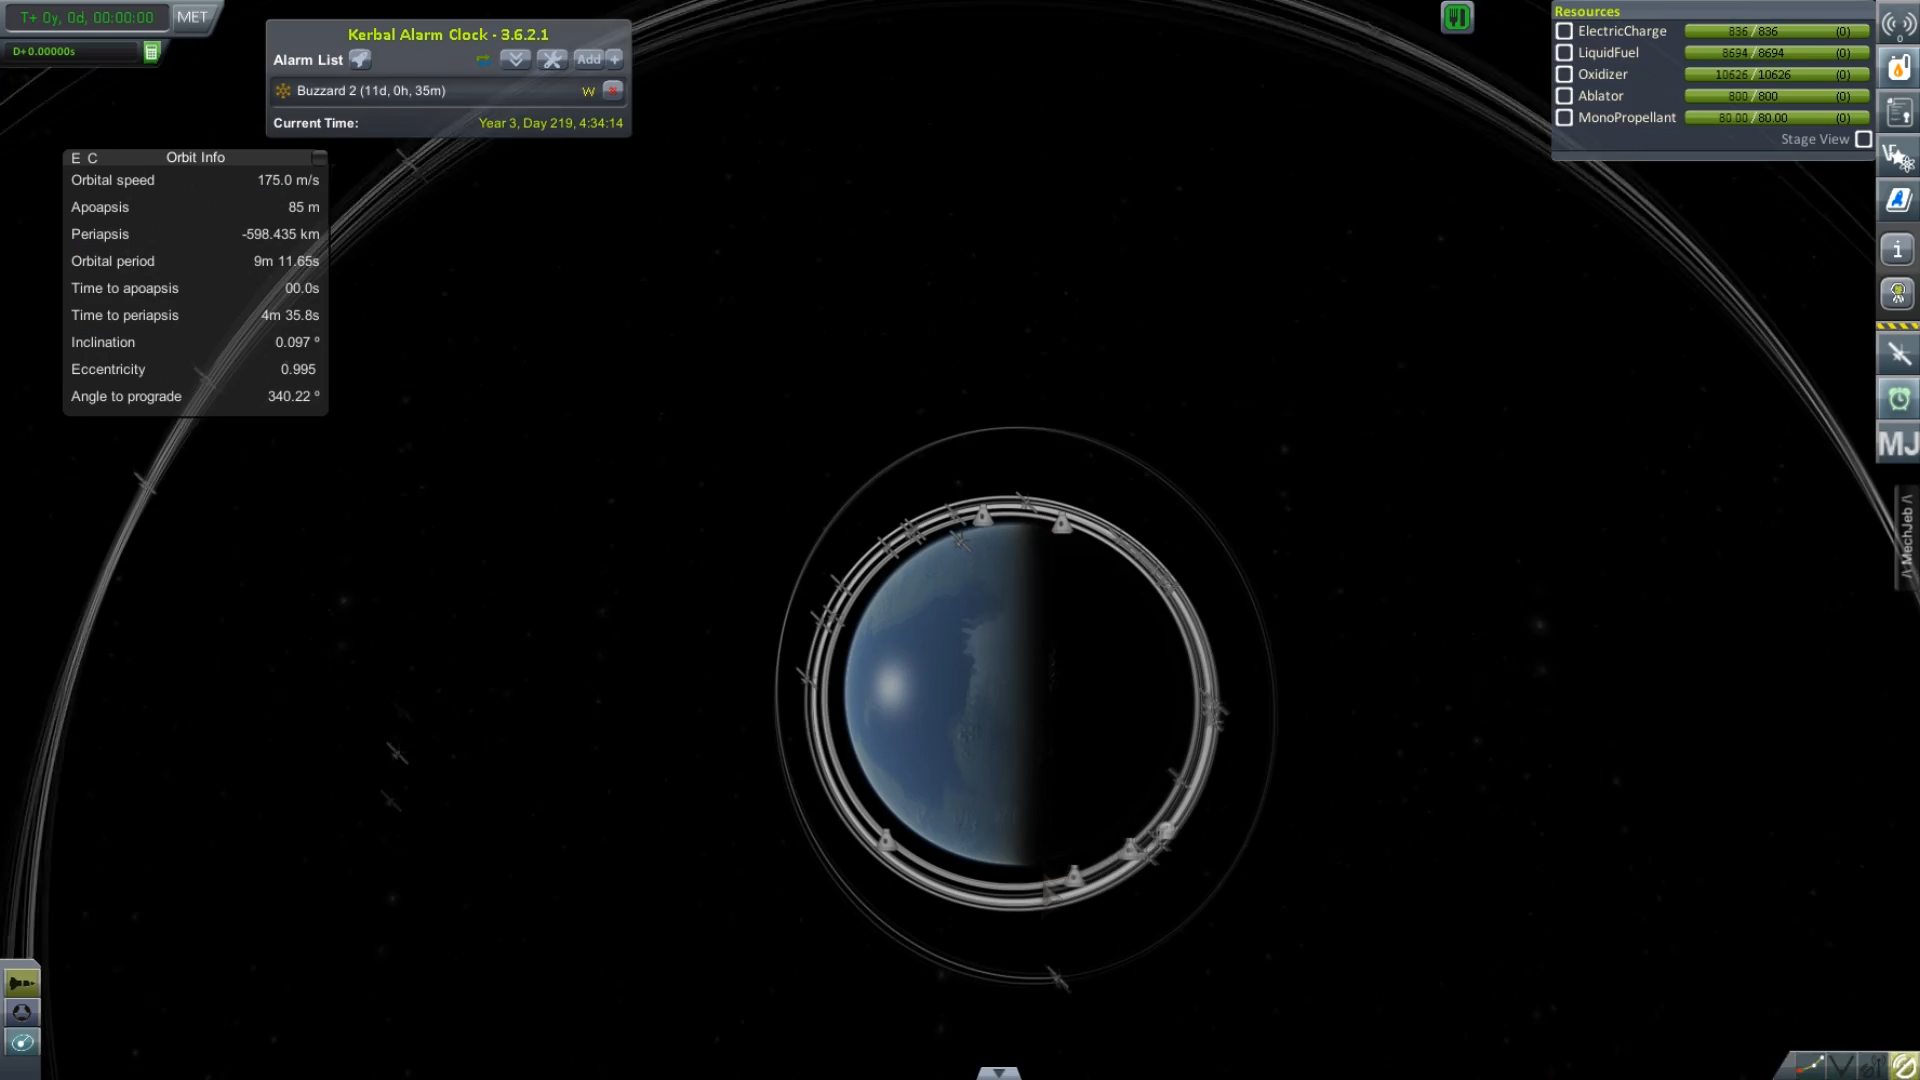 T+ 0y, 0d, 00:00:00 MET
D+0.00000s
Kerbal Alarm Clock - 3.6.2.1
Alarm List Add +
Buzzard 2 (11d, 0h, 35m) W
Current Time: Year 3, Day 219, 4:34:14
E C Orbit Info
Orbital speed 175.0 m/s
Apoapsis 85 m
Periapsis -598.435 km
Orbital period 9m 11.65s
Time to apoapsis 00.0s
Time to periapsis 4m 35.8s
Inclination 0.097 °
Eccentricity 0.995
Angle to prograde 340.22 °
Resources
ElectricCharge 836 / 836 (0)
LiquidFuel 8694 / 8694 (0)
Oxidizer 10626 / 10626 (0)
Ablator 800 / 800 (0)
MonoPropellant 80.00 / 80.00 (0)
Stage View
0
i
MJ
/\ MechJeb /\